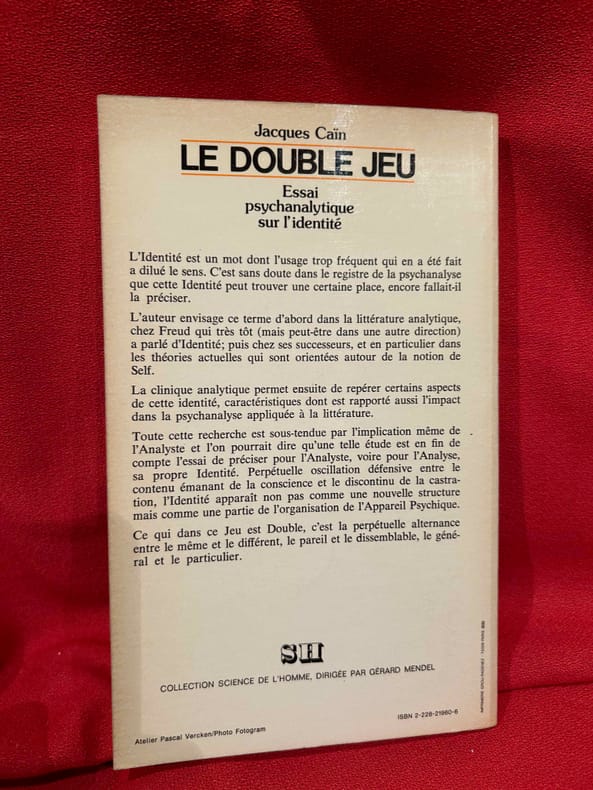 Jacques Caïn
LE DOUBLE JEU
Essai
psychanalytique
sur l'identité
L'Identité est un mot dont l'usage trop fréquent qui en a été fait
a dilué le sens. C'est sans doute dans le registre de la psychanalyse
que cette Identité peut trouver une certaine place, encore fallait-il
la préciser.
L'auteur envisage ce terme d'abord dans la littérature analytique,
chez Freud qui très tôt (mais peut-être dans une autre direction)
a parlé d'Identité; puis chez ses successeurs, et en particulier dans
les théories actuelles qui sont orientées autour de la notion de
Self.
La clinique analytique permet ensuite de repérer certains aspects
de cette identité, caractéristiques dont est rapporté aussi l'impact
dans la psychanalyse appliquée à la littérature.
Toute cette recherche est sous-tendue par l'implication même de
l'Analyste et l'on pourrait dire qu'une telle étude est en fin de
compte l'essai de préciser pour l'Analyste, voire pour l'Analyse,
sa propre Identité. Perpétuelle oscillation défensive entre le
contenu émanant de la conscience et le discontinu de la castra-
tion, l'Identité apparaît non pas comme une nouvelle structure
mais comme une partie de l'organisation de l'Appareil Psychique.
Ce qui dans ce Jeu est Double, c'est la perpétuelle alternance
entre le même et le différent, le pareil et le dissemblable, le géné-
ral et le particulier.
SH
COLLECTION SCIENCE DE L'HOMME, DIRIGÉE PAR GÉRARD MENDEL
ISBN 2-228-21960-6
Atelier Pascal Vercken/Photo Fotogram